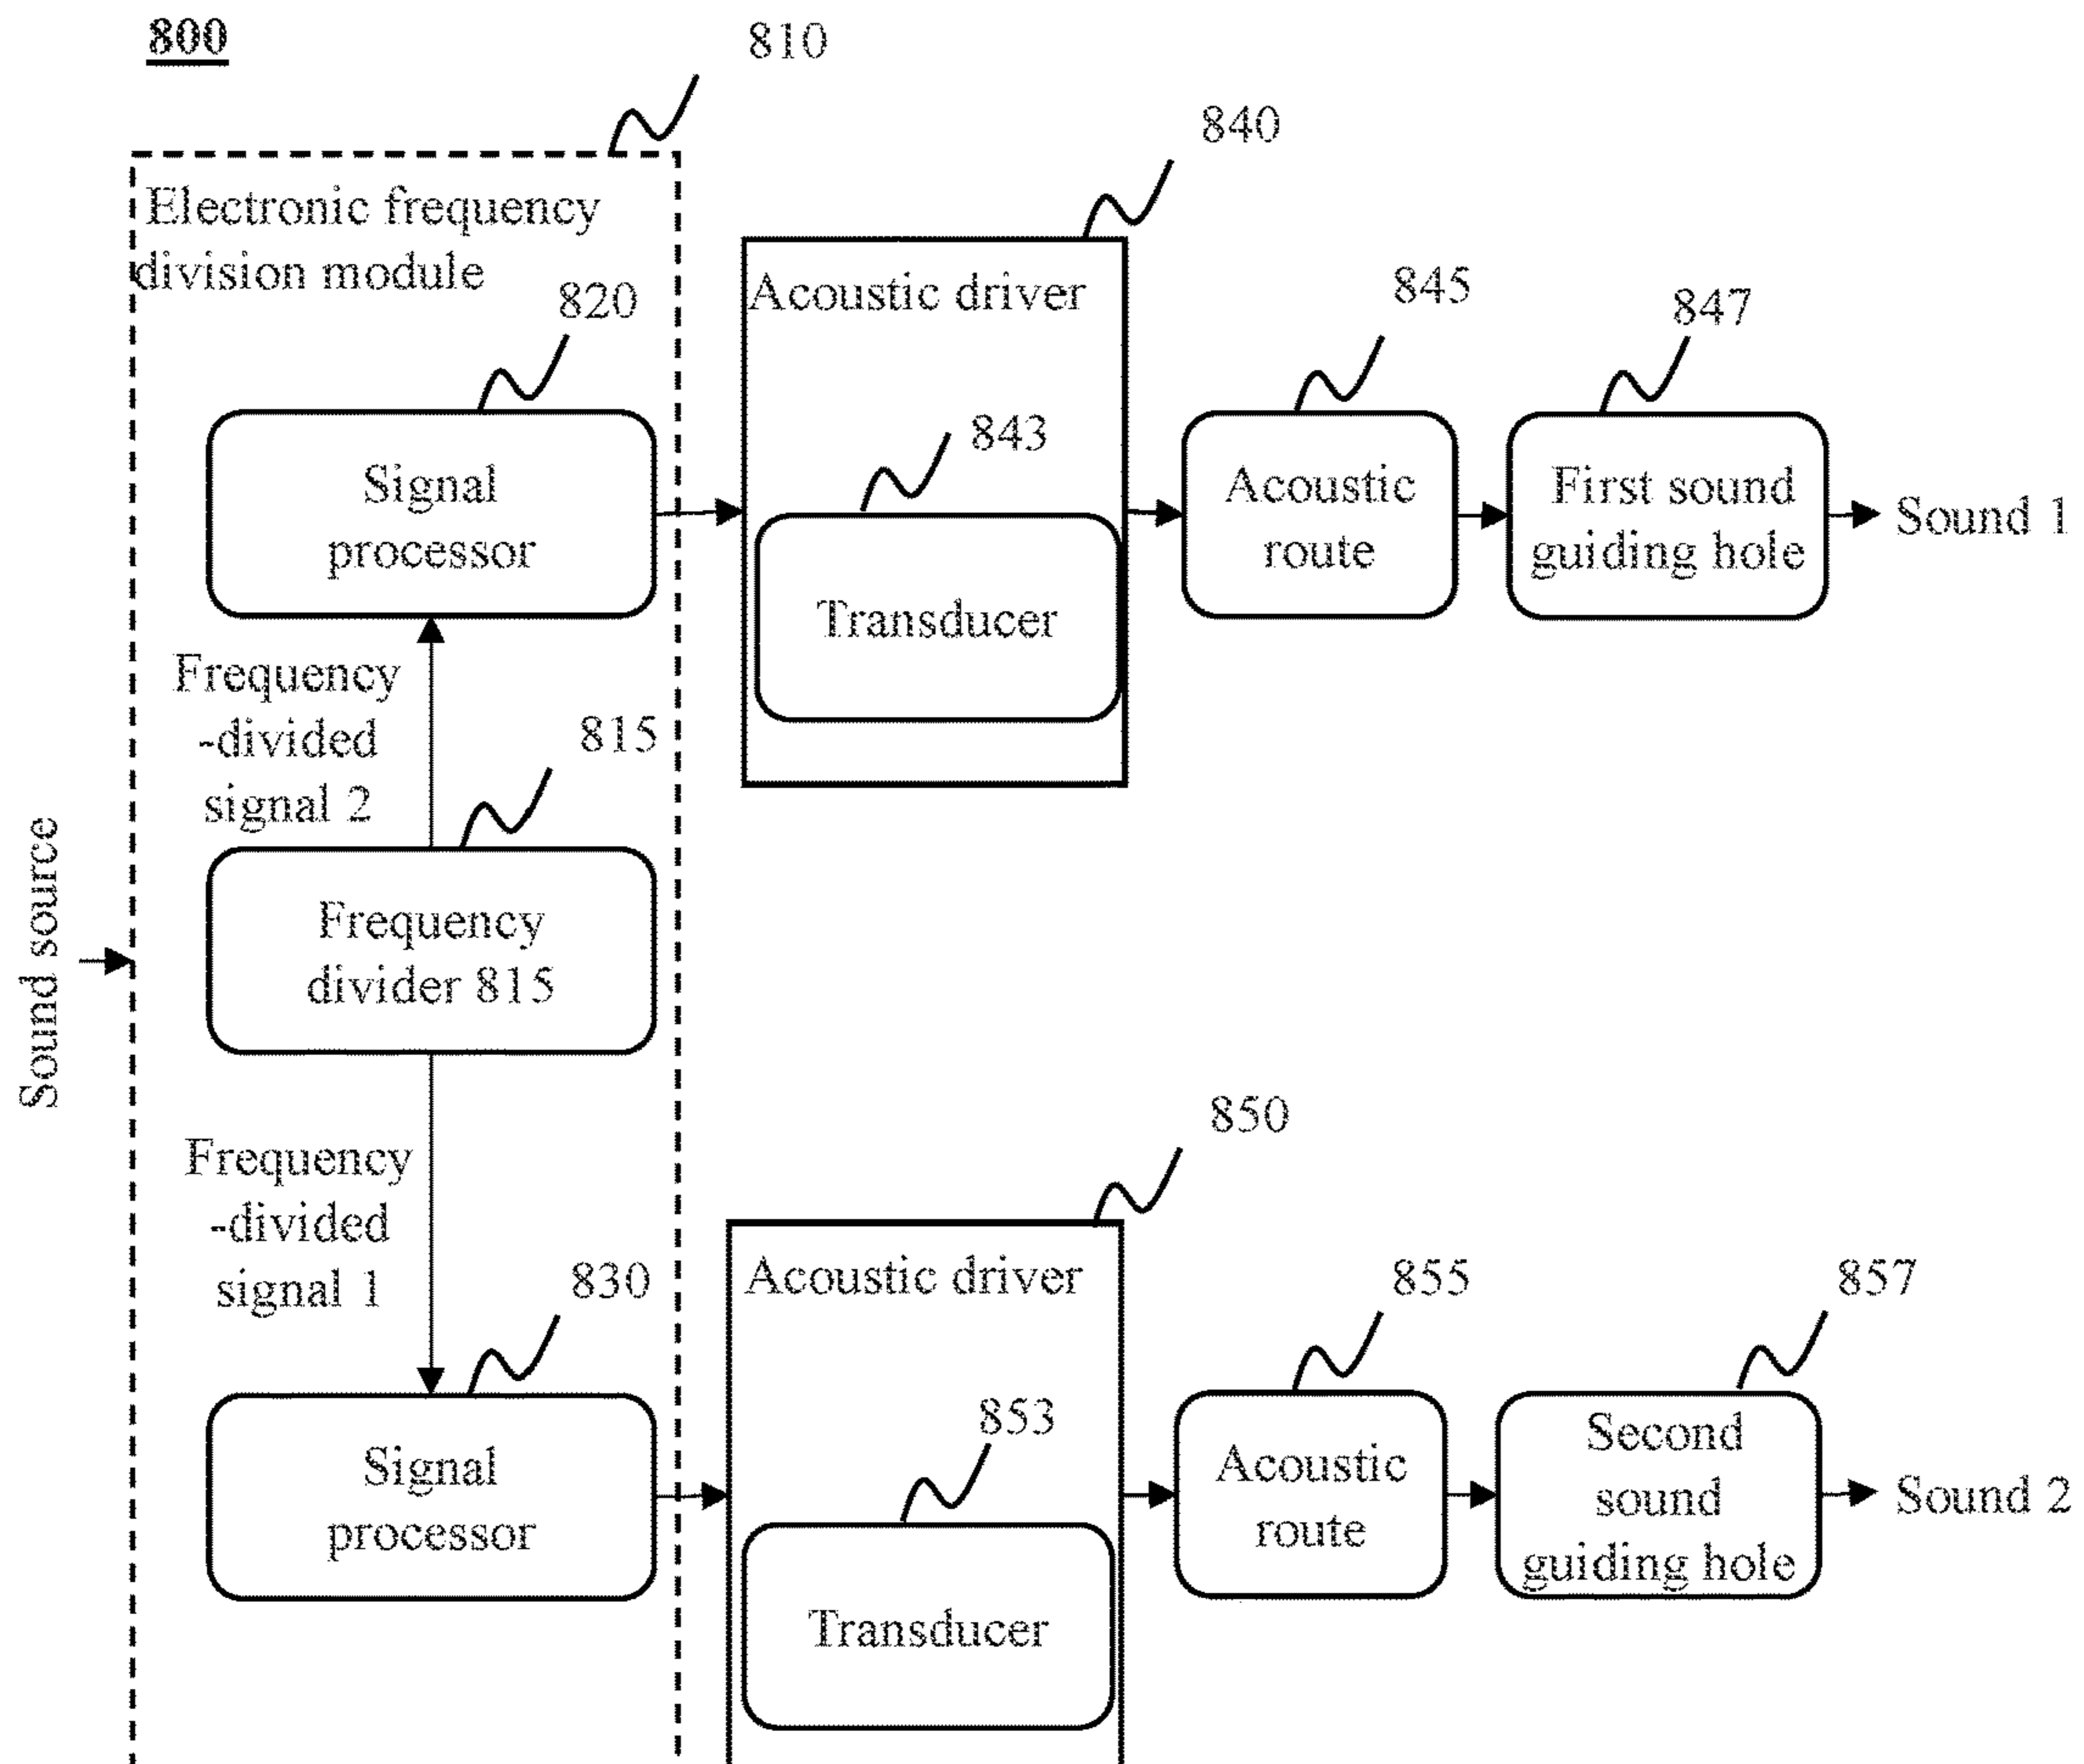 800
810
840
Electronic frequency
division module
820
Acoustic driver
845
847
843
Signal
processor
Acoustic
route
First sound
guiding hole
Sound 1
Transducer
Frequency
-divided
signal 2
815
Sound source
Frequency
divider 815
850
Frequency
-divided
signal 1
830
Acoustic driver
855
857
853
Signal
processor
Acoustic
route
Second
sound
guiding hole
Sound 2
Transducer